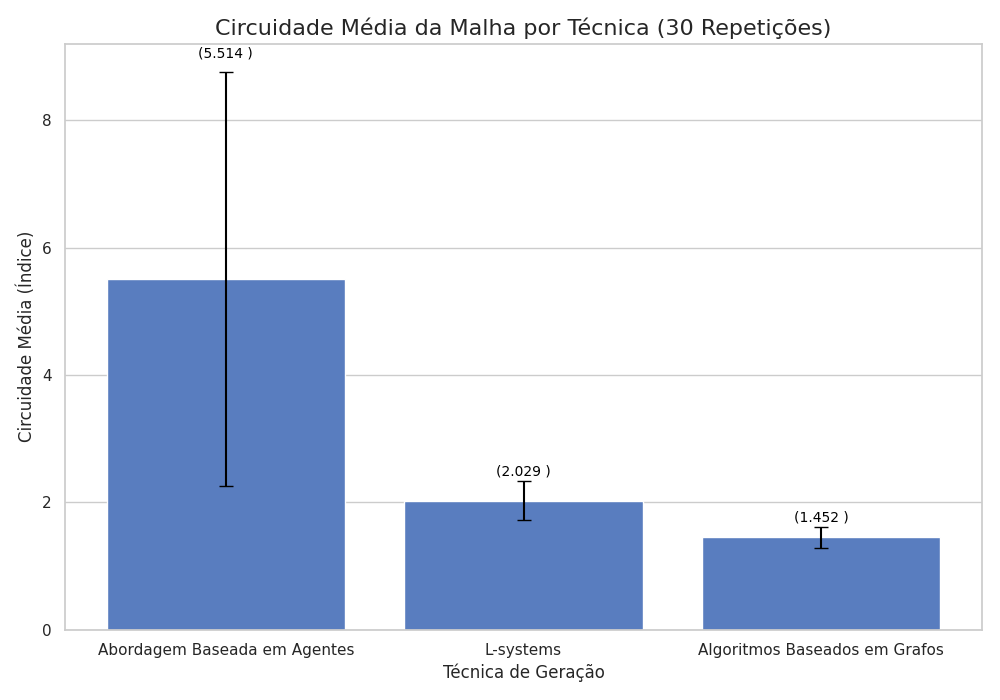 Circuidade Média da Malha por Técnica (30 Repetições)
(5.514 )
8
6
4
2
0
(2.029 )
(1.452 )
Circuidade Média (Índice)
Abordagem Baseada em Agentes
L-systems
Algoritmos Baseados em Grafos
Técnica de Geração